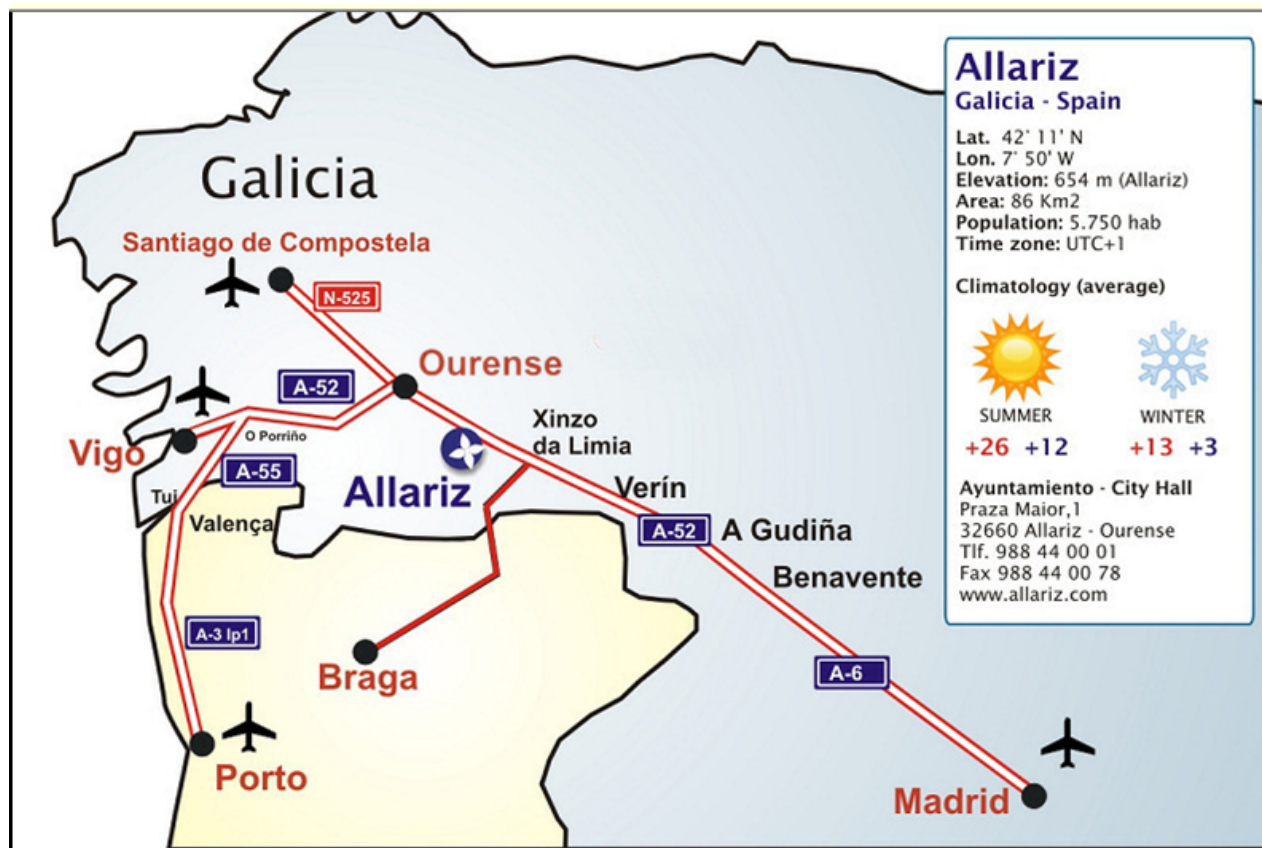 Galicia
Santiago de Compostela
N-525
Ourense
A-52
Vigo
O Porriño
A-55
Xinzo
da Limia
Allariz
Tui
Valença
Verín
A-52
A Gudiña
Benavente
A-3 Ip1
Braga
A-6
Porto
Madrid
Allariz
Galicia - Spain
Lat. 42° 11' N
Lon. 7° 50' W
Elevation: 654 m (Allariz)
Area: 86 Km2
Population: 5.750 hab
Time zone: UTC+1
Climatology (average)
SUMMER WINTER
+26 +12 +13 +3
Ayuntamiento - City Hall
Praza Maior,1
32660 Allariz - Ourense
Tlf. 988 44 00 01
Fax 988 44 00 78
www.allariz.com